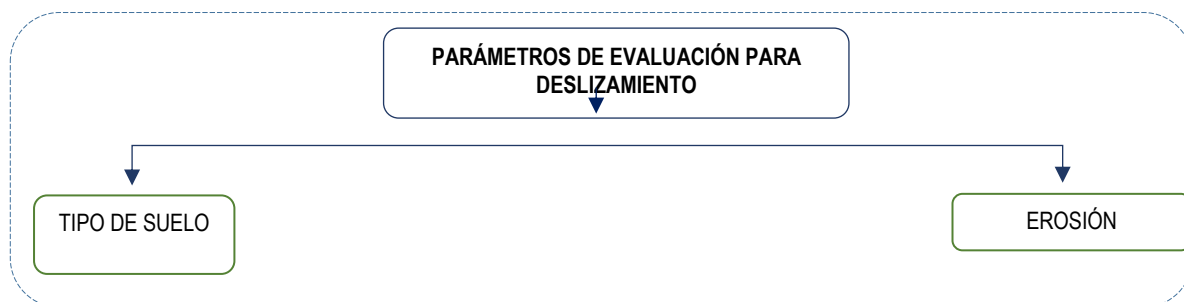 PARÁMETROS DE EVALUACIÓN PARA
DESLIZAMIENTO
TIPO DE SUELO
EROSIÓN